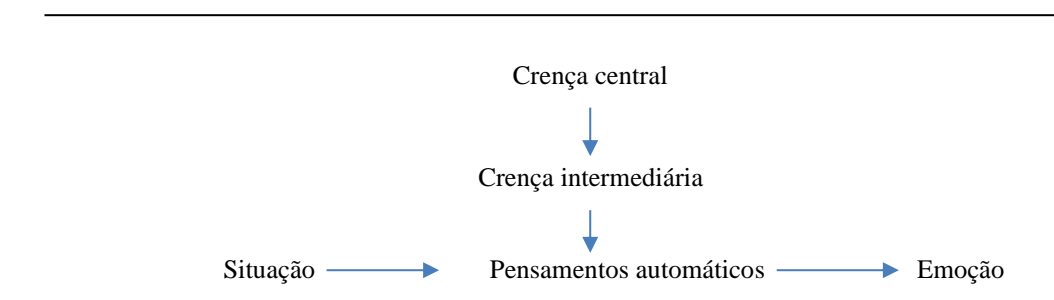 Crença central
Crença intermediária
Situação Pensamentos automáticos Emoção